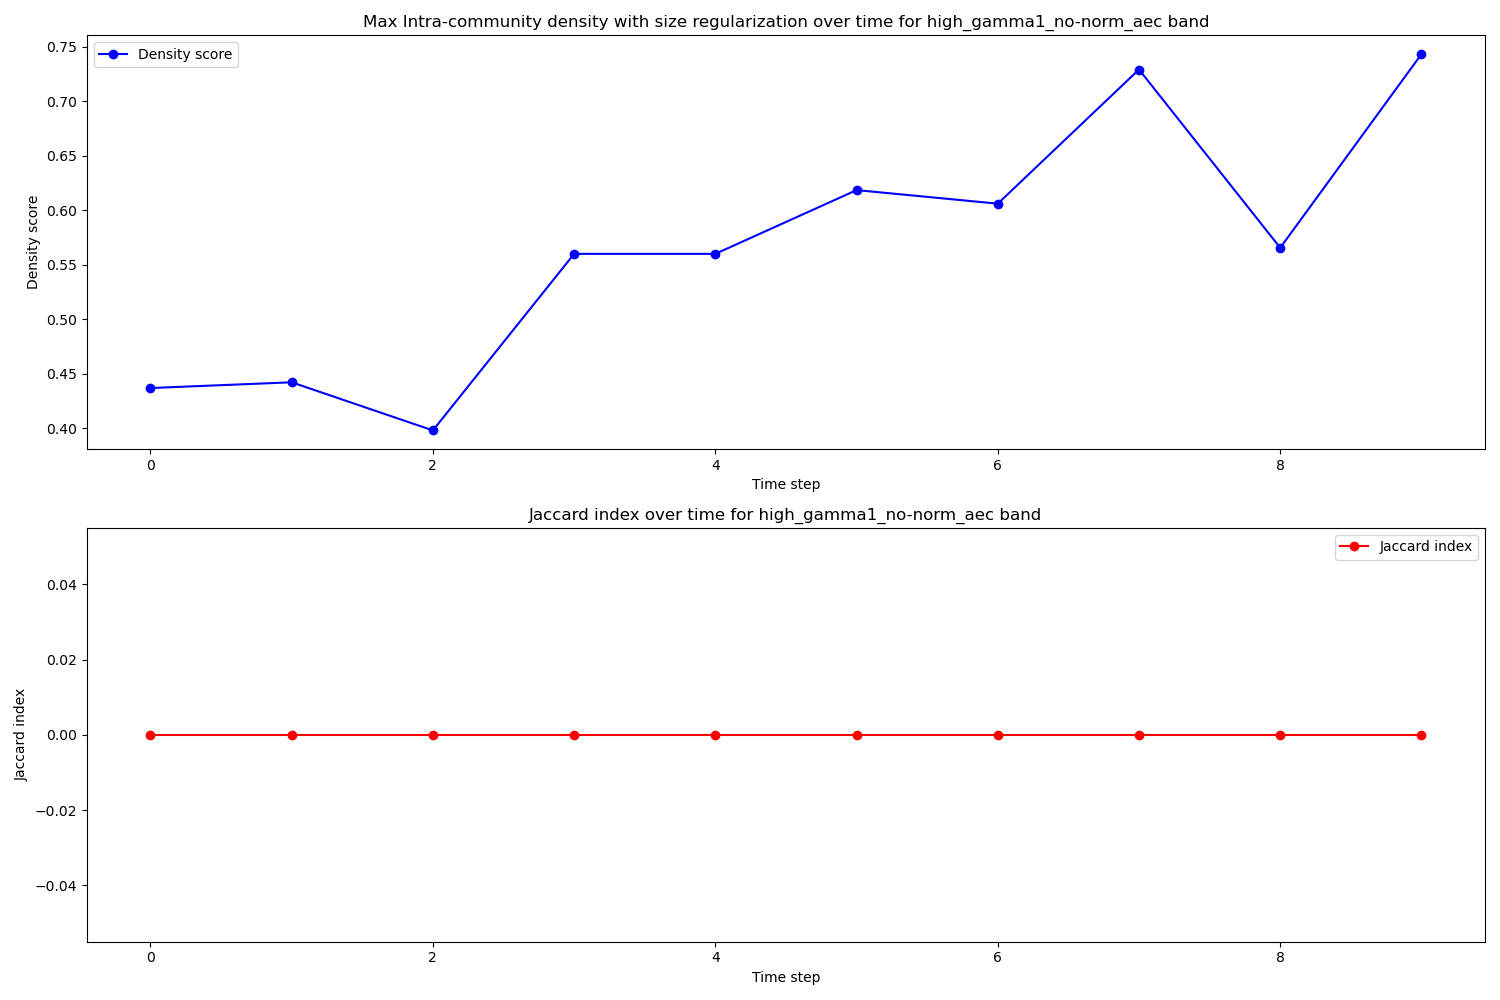 Max Intra-community density with size regularization over time for high_gamma1_no-norm_aec band
Density score
0.75
0.70
0.65
0.60
0.55
0.50
0.45
0.40
Density score
0 2 4 6 8
Time step
Jaccard index over time for high_gamma1_no-norm_aec band
Jaccard index
0.04
0.02
0.00
−0.02
−0.04
Jaccard index
0 2 4 6 8
Time step